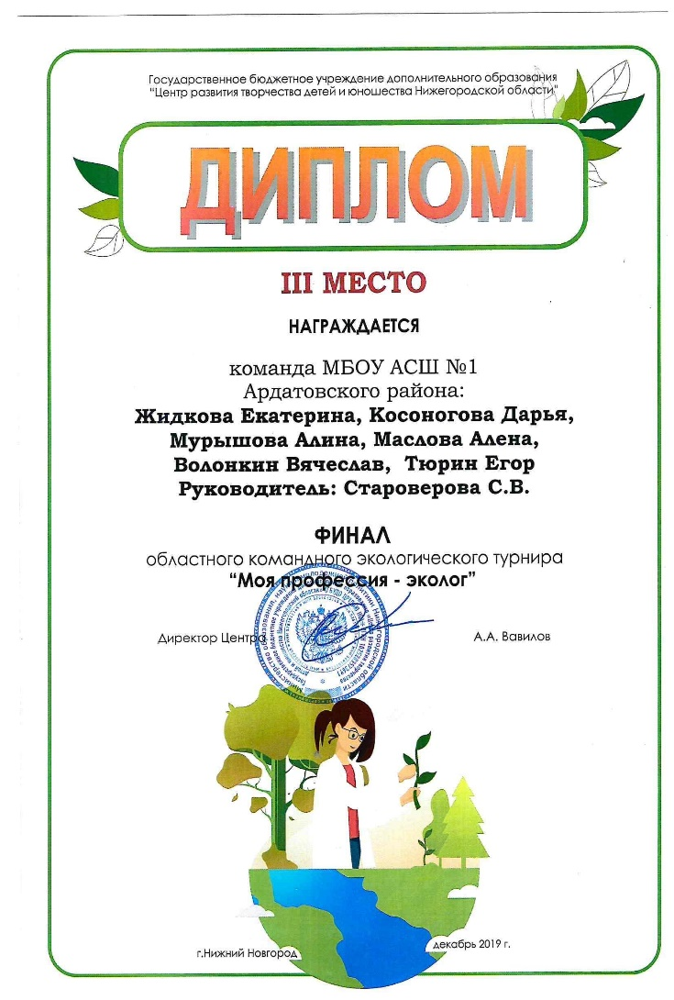 Государственное бюджетное учреждение дополнительного образования
"Центр развития творчества детей и юношества Нижегородской области"
ДИПЛОМ
III МЕСТО
НАГРАЖДАЕТСЯ
команда МБОУ АСШ №1
Ардатовского района:
Жидкова Екатерина, Косоногова Дарья,
Мурышова Алина, Маслова Алена,
Волонкин Вячеслав, Тюрин Егор
Руководитель: Староверова С.В.
ФИНАЛ
областного командного экологического турнира
"Моя профессия - эколог"
Директор Центра
А.А. Вавилов
г.Нижний Новгород
декабрь 2019 г.